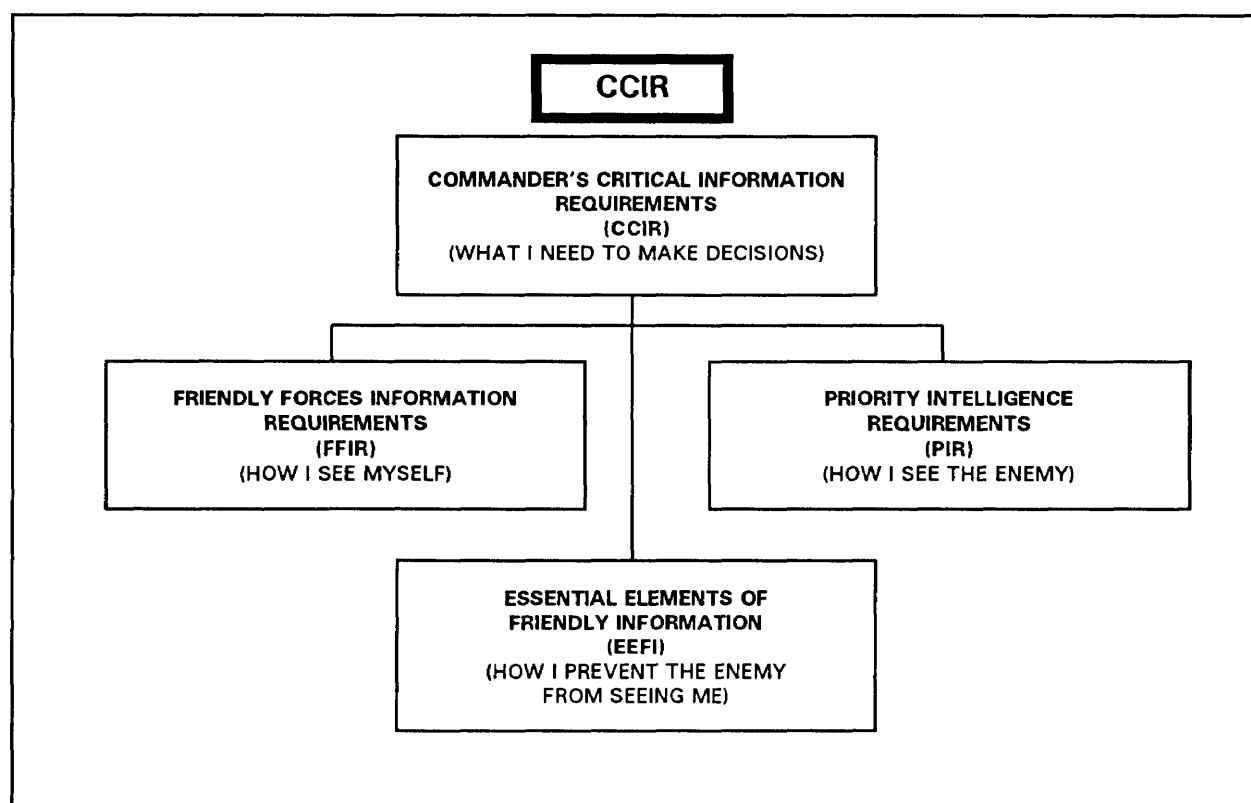 CCIR
COMMANDER'S CRITICAL INFORMATION
REQUIREMENTS
(CCIR)
(WHAT I NEED TO MAKE DECISIONS)
FRIENDLY FORCES INFORMATION
REQUIREMENTS
(FFIR)
(HOW I SEE MYSELF)
PRIORITY INTELLIGENCE
REQUIREMENTS
(PIR)
(HOW I SEE THE ENEMY)
ESSENTIAL ELEMENTS OF
FRIENDLY INFORMATION
(EEFI)
(HOW I PREVENT THE ENEMY
FROM SEEING ME)